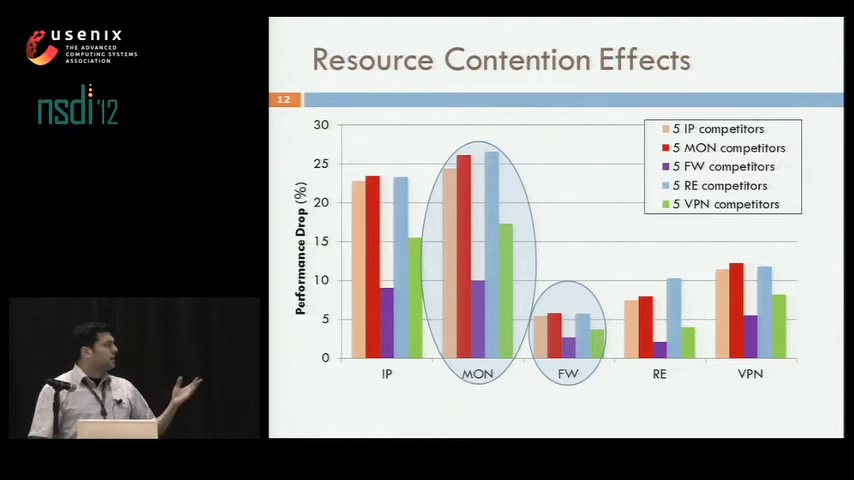 usenix
THE ADVANCED
COMPUTING SYSTEMS
ASSOCIATION
nsdi '12
Resource Contention Effects
12
Performance Drop (%)
30
25
20
15
10
5
0
5 IP competitors
5 MON competitors
5 FW competitors
5 RE competitors
5 VPN competitors
IP
MON
FW
RE
VPN